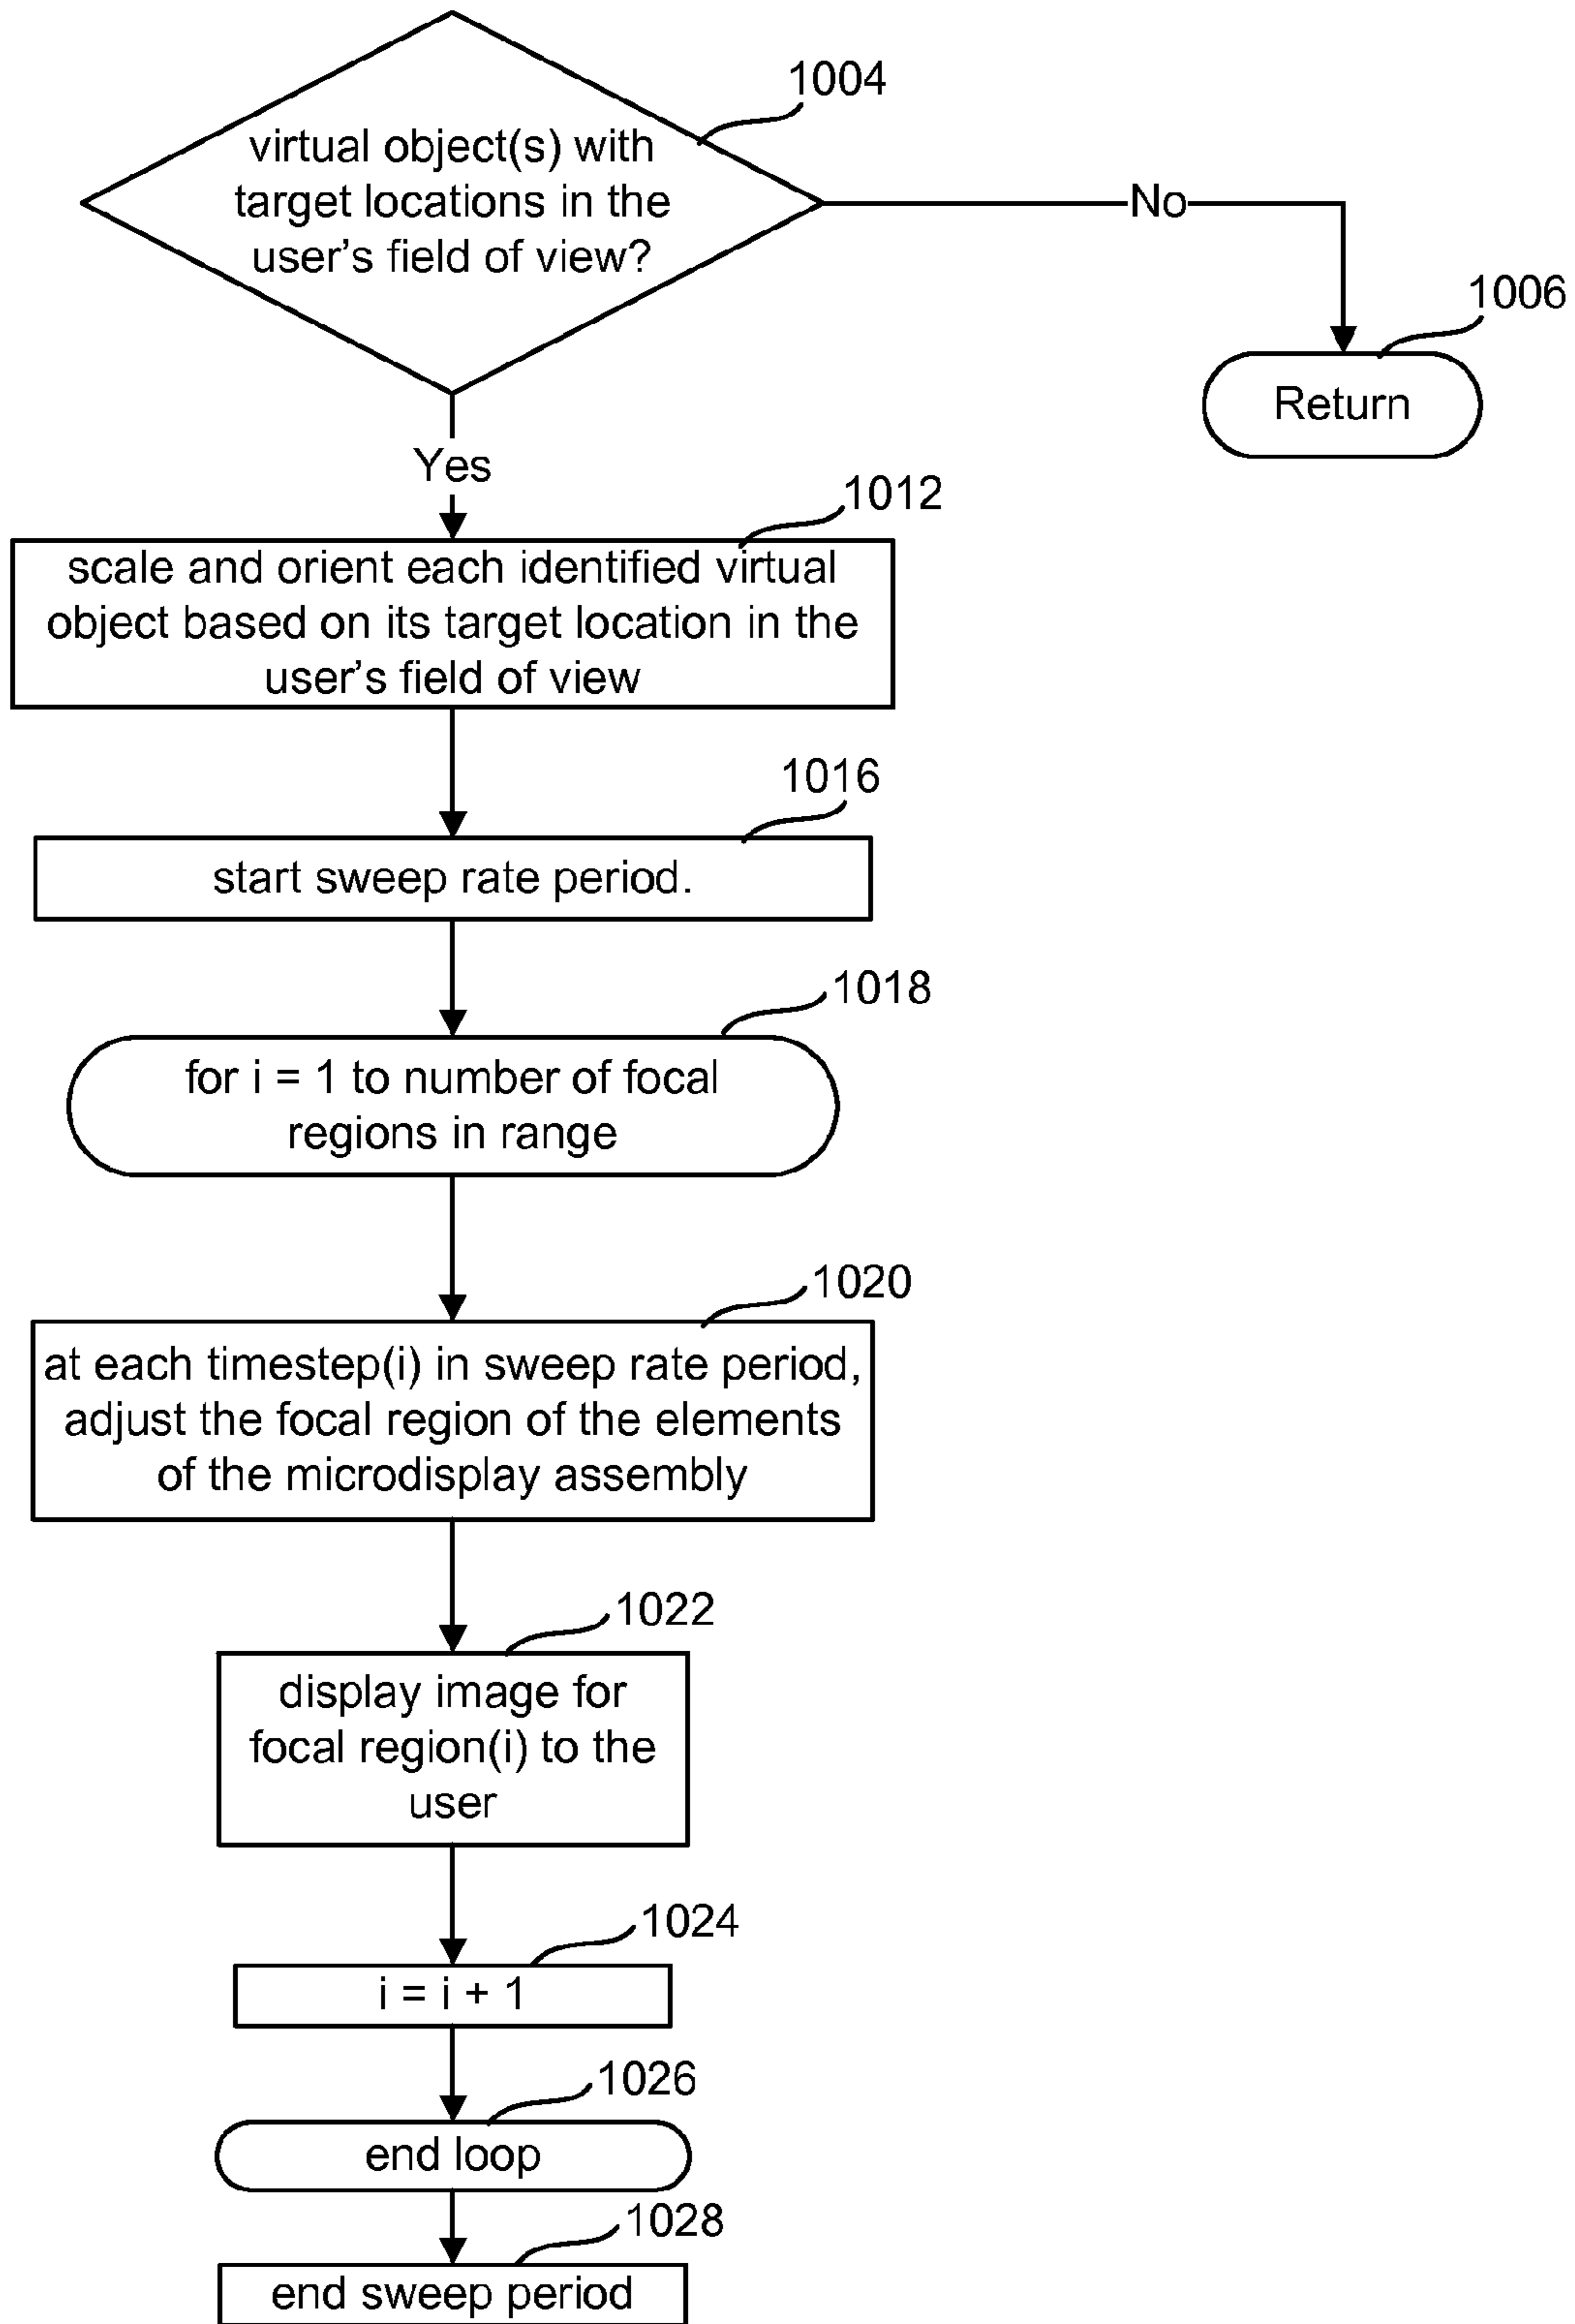 1004
virtual object(s) with
target locations in the
user's field of view?
No
1006
Return
Yes
1012
scale and orient each identified virtual
object based on its target location in the
user's field of view
1016
start sweep rate period.
1018
for i = 1 to number of focal
regions in range
1020
at each timestep(i) in sweep rate period,
adjust the focal region of the elements
of the microdisplay assembly
1022
display image for
focal region(i) to the
user
1024
i = i + 1
1026
end loop
1028
end sweep period